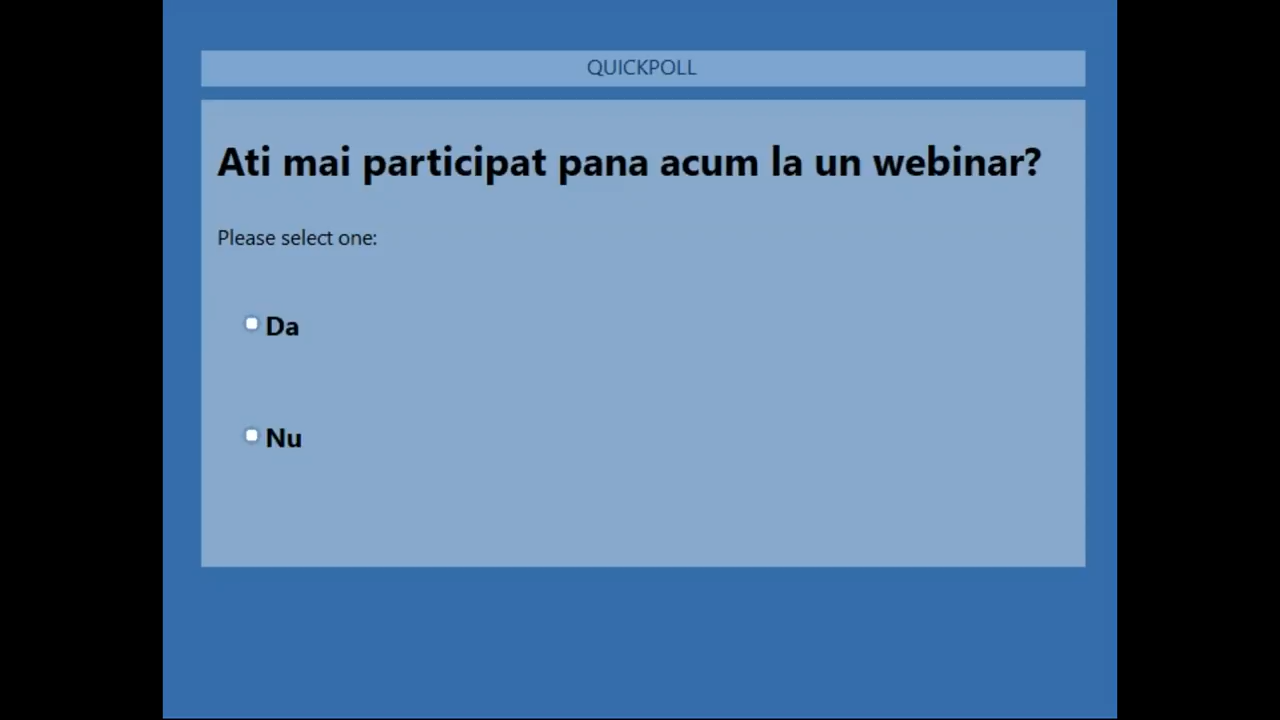 QUICKPOLL
Ati mai participat pana acum la un webinar?
Please select one:
Da
Nu